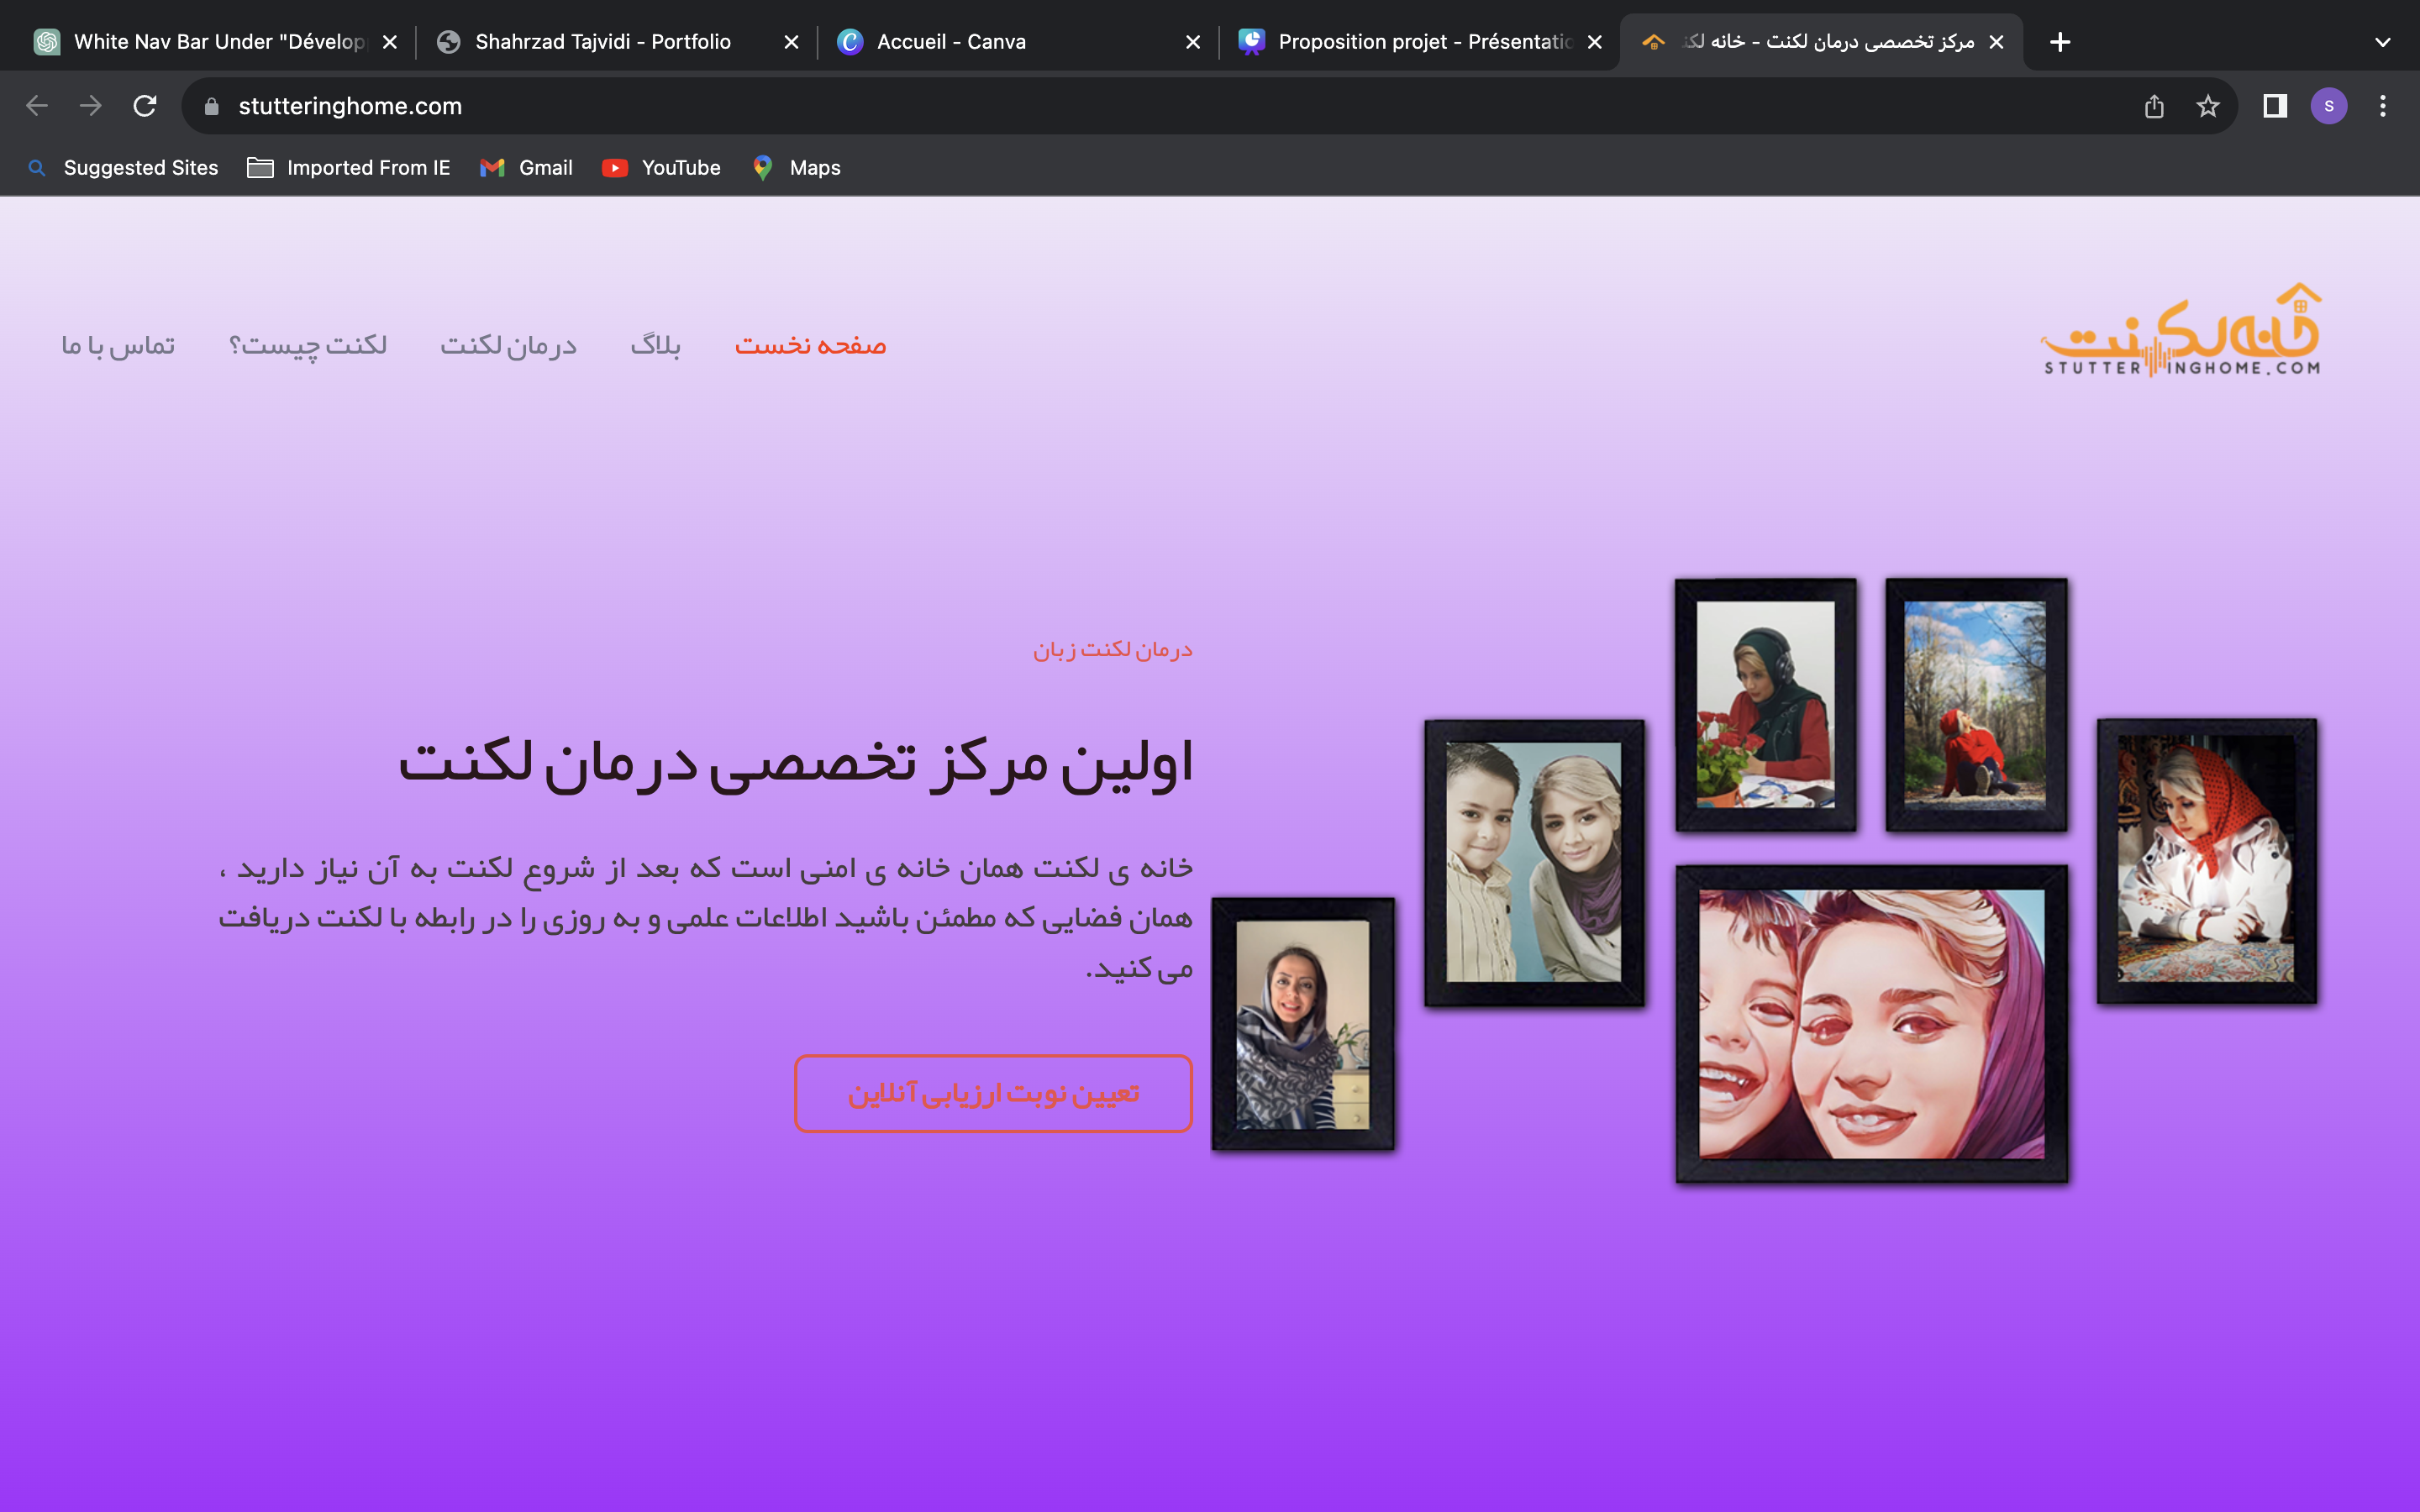 White Nav Bar Under "Dévelop
Shahrzad Tajvidi - Portfolio
Accueil - Canva
Proposition projet - Présentatio
مرکز تخصصی درمان لکنت - خانه لکن
stutteringhome.com
S
Suggested Sites
Imported From IE
Gmail
YouTube
Maps
خانه لکنت
STUTTERINGHOME.COM
صفحه نخست
بلاگ
درمان لکنت
لکنت چیست؟
تماس با ما
درمان لکنت زبان
اولین مرکز تخصصی درمان لکنت
خانه ی لکنت همان خانه ی امنی است که بعد از شروع لکنت به آن نیاز دارید ،
همان فضایی که مطمئن باشید اطلاعات علمی و به روزی را در رابطه با لکنت دریافت
می کنید.
تعیین نوبت ارزیابی آنلاین